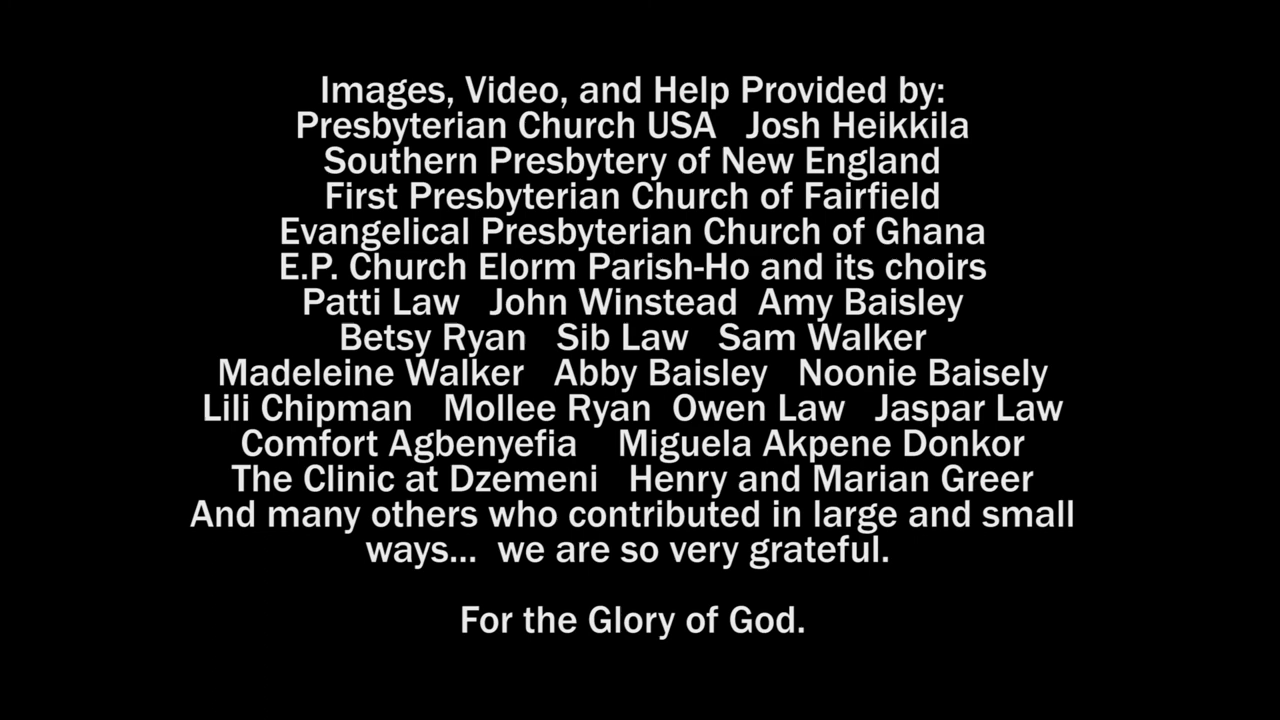 Images, Video, and Help Provided by:
Presbyterian Church USA   Josh Heikkila
Southern Presbytery of New England
First Presbyterian Church of Fairfield
Evangelical Presbyterian Church of Ghana
E.P. Church Elorm Parish-Ho and its choirs
Patti Law   John Winstead  Amy Baisley
Betsy Ryan   Sib Law   Sam Walker
Madeleine Walker   Abby Baisley   Noonie Baisely
Lili Chipman   Mollee Ryan  Owen Law   Jaspar Law
Comfort Agbenyefia    Miguela Akpene Donkor
The Clinic at Dzemeni   Henry and Marian Greer
And many others who contributed in large and small
ways...  we are so very grateful.
For the Glory of God.